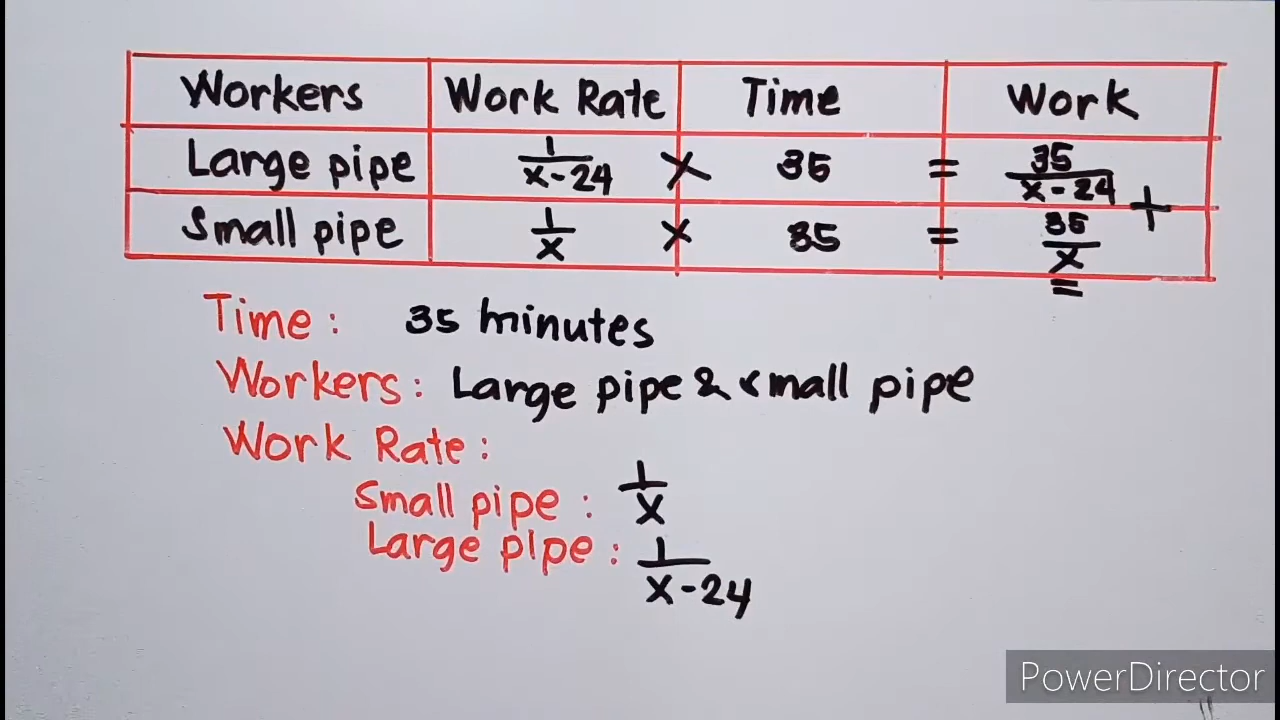 Workers Work Rate Time Work
Large pipe 1/(x-24) × 35 = 35/(x-24) +
Small pipe 1/x × 35 = 35/x
=
Time: 35 minutes
Workers: Large pipe & small pipe
Work Rate:
Small pipe: 1/x
Large pipe: 1/(x-24)
PowerDirector